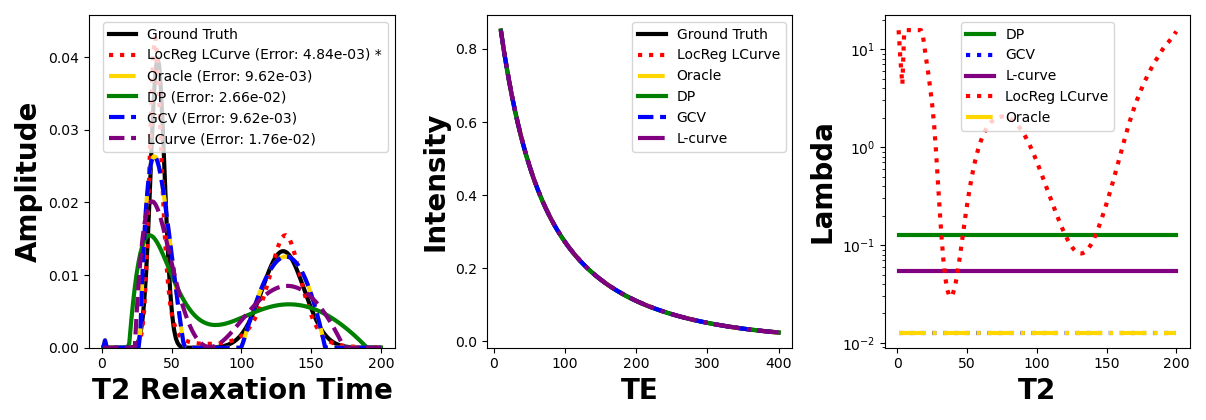 Amplitude
0.04
0.03
0.02
0.01
0.00
Ground Truth
LocReg LCurve (Error: 4.84e-03) *
Oracle (Error: 9.62e-03)
DP (Error: 2.66e-02)
GCV (Error: 9.62e-03)
LCurve (Error: 1.76e-02)
0 50 100 150 200
T2 Relaxation Time
Intensity
0.8
0.6
0.4
0.2
0.0
Ground Truth
LocReg LCurve
Oracle
DP
GCV
L-curve
0 100 200 300 400
TE
Lambda
10¹
10⁰
10⁻¹
10⁻²
DP
GCV
L-curve
LocReg LCurve
Oracle
0 50 100 150 200
T2